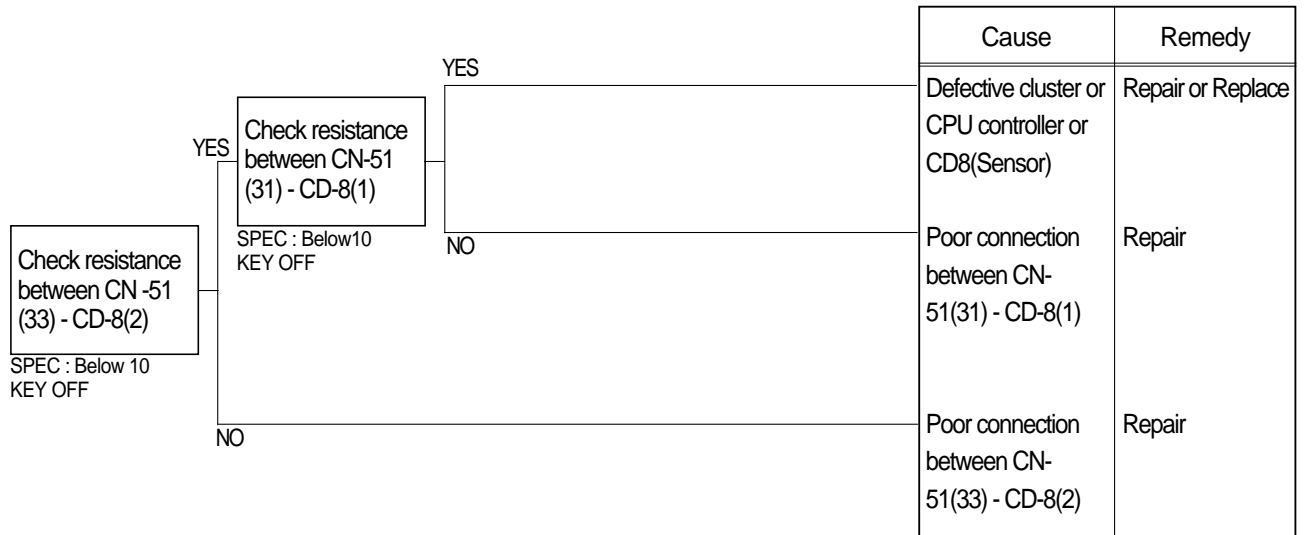 Cause
Remedy
YES
Defective cluster or
CPU controller or
CD8(Sensor)
Repair or Replace
YES
Check resistance
between CN-51
(31) - CD-8(1)
SPEC : Below10
KEY OFF
NO
Poor connection
between CN-
51(31) - CD-8(1)
Repair
Check resistance
between CN -51
(33) - CD-8(2)
SPEC : Below 10
KEY OFF
NO
Poor connection
between CN-
51(33) - CD-8(2)
Repair